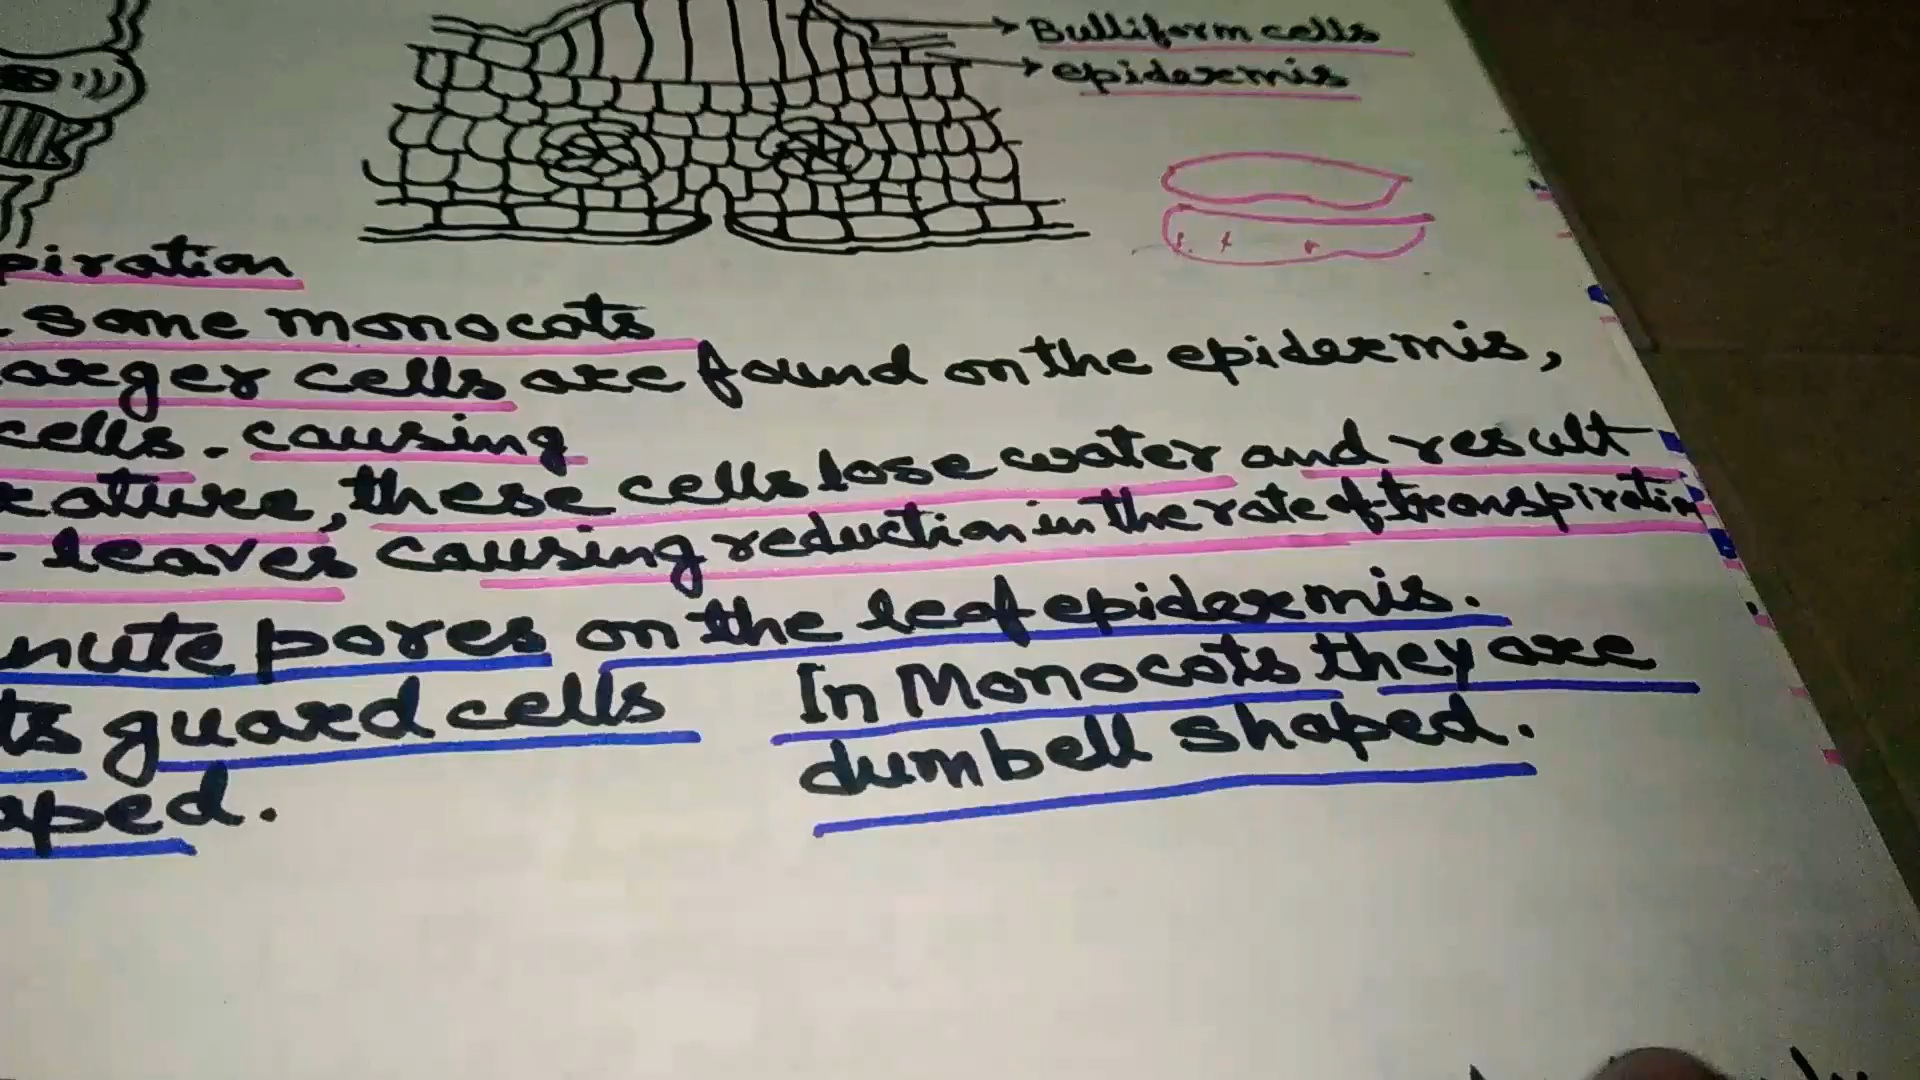 Bulliform cells
epidermis
piration
some monocots
arger cells are found on the epidermis,
cells. causing
rature, these cells lose water and result
leaves causing reduction in the rate of transpiration
nute pores on the leaf epidermis.
ts guard cells In Monocots they are
aped. dumbell shaped.